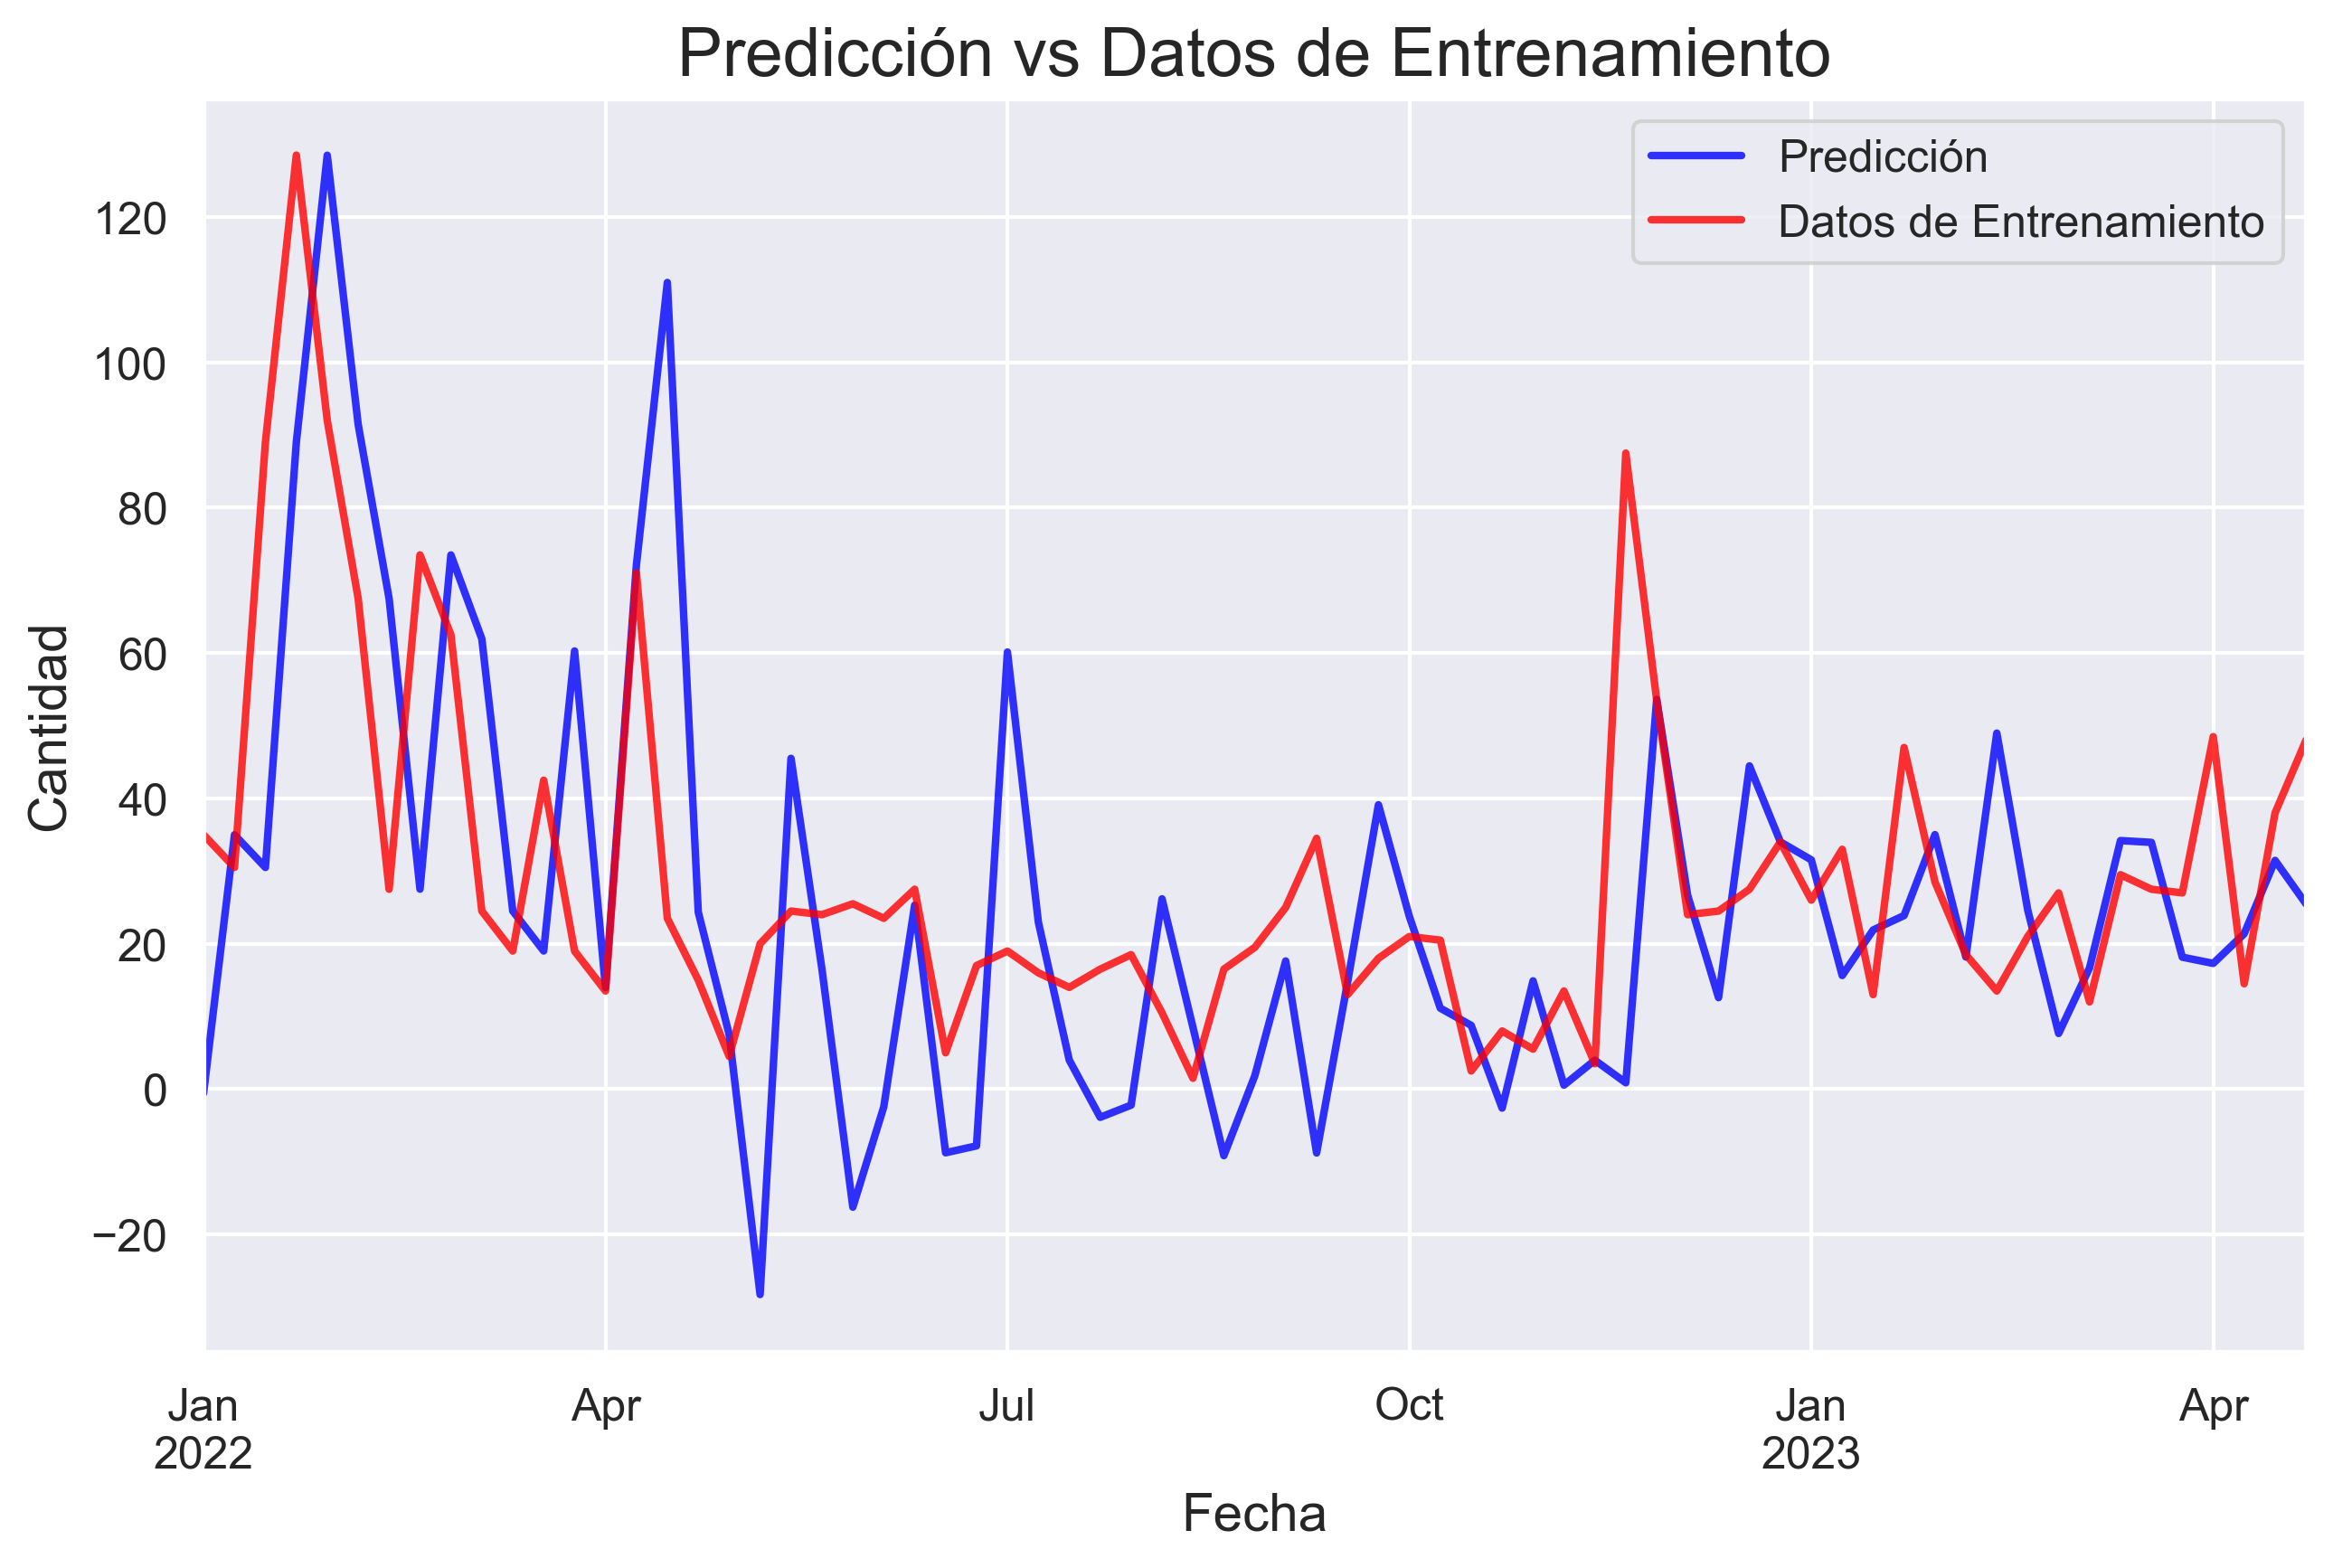 Predicción vs Datos de Entrenamiento
Predicción
Datos de Entrenamiento
120
100
80
60
40
20
0
−20
Cantidad
Jan Apr Jul Oct Jan Apr
2022 2023
Fecha